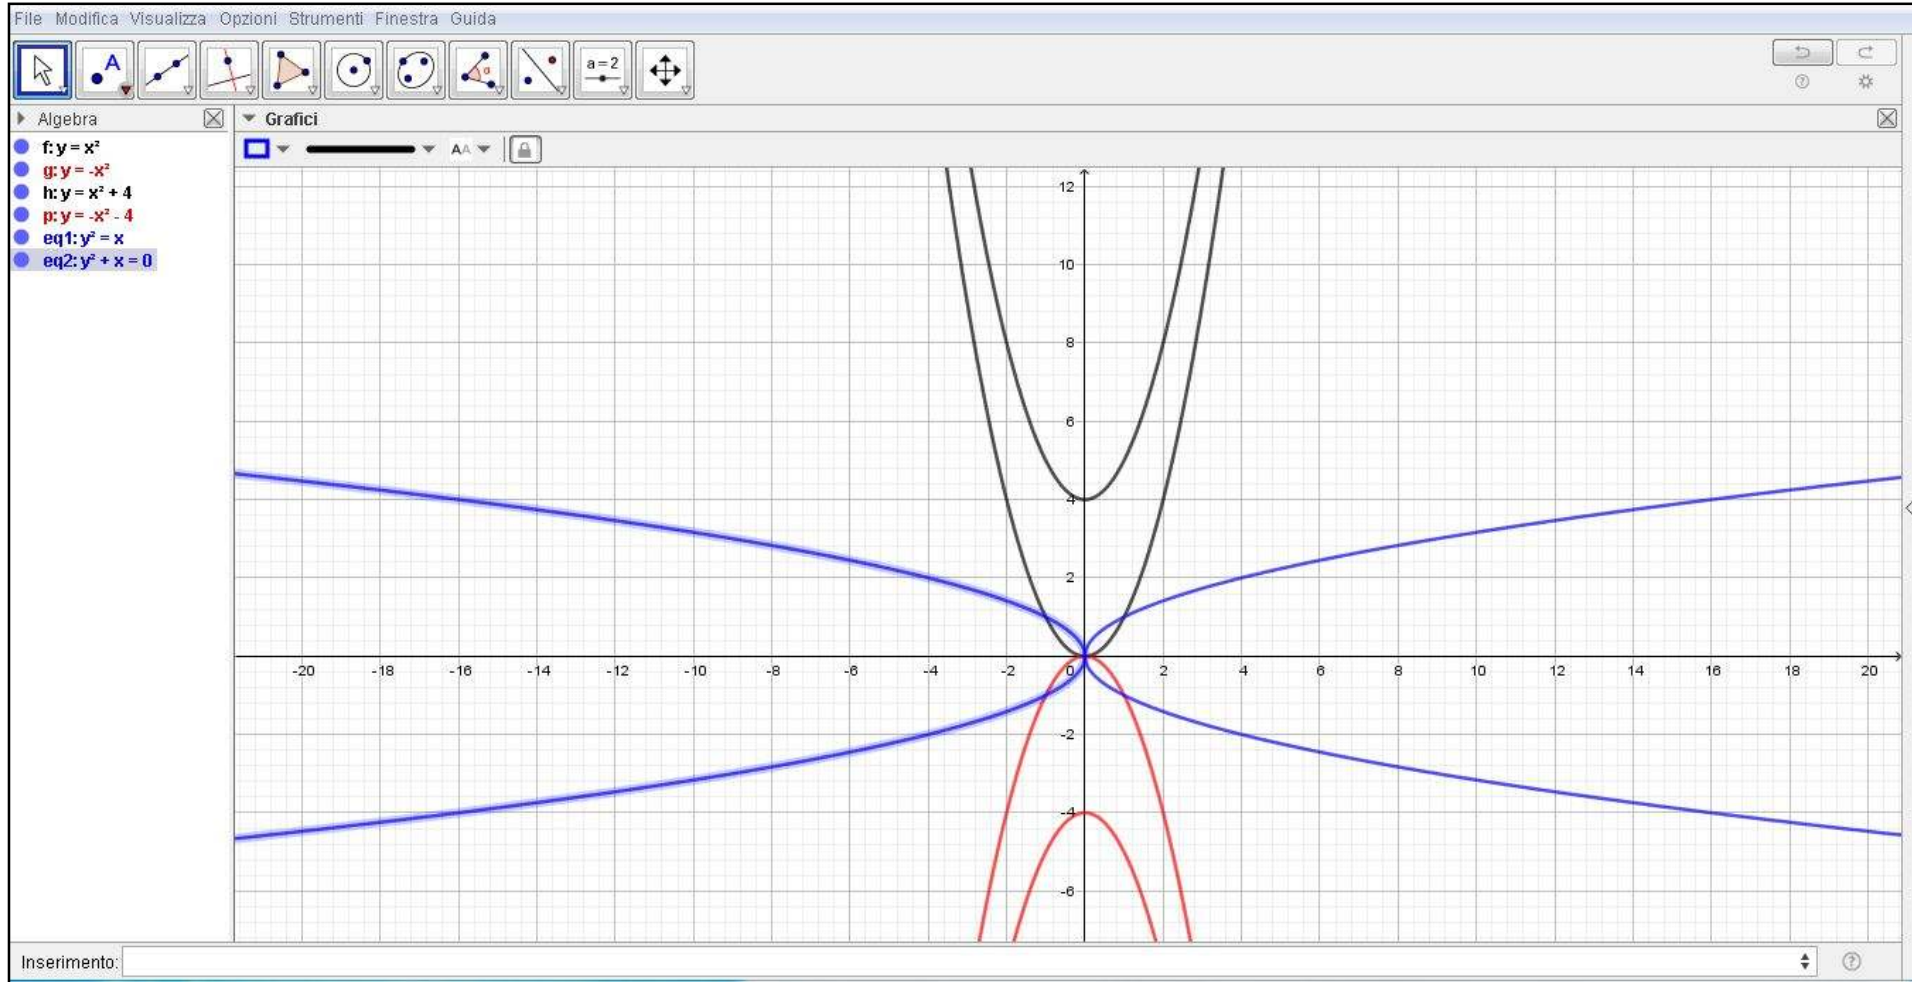 File Modifica Visualizza Opzioni Strumenti Finestra Guida
A
α
a = 2
Algebra
Grafici
f: y = x²
g: y = -x²
h: y = x² + 4
p: y = -x² - 4
eq1: y² = x
eq2: y² + x = 0
AA
12
10
8
6
4
2
-20 -18 -16 -14 -12 -10 -8 -6 -4 -2 0 2 4 6 8 10 12 14 16 18 20
-2
-4
-6
Inserimento: